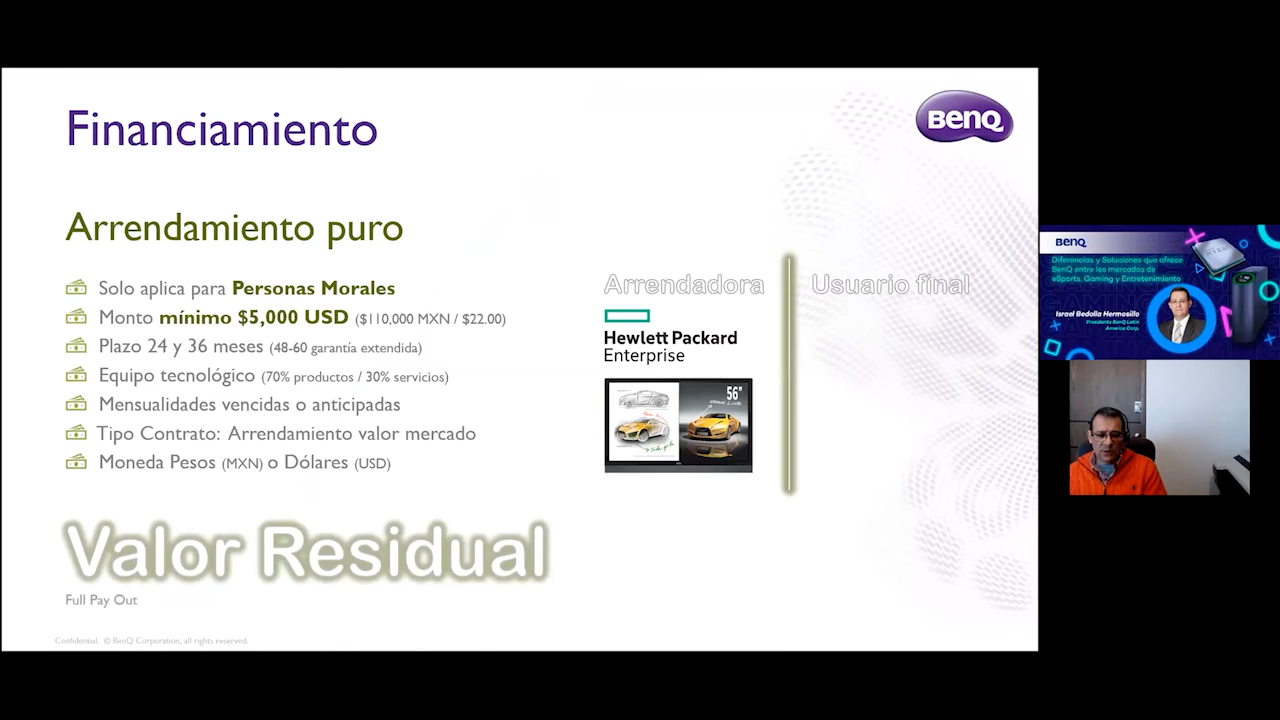 Financiamiento
BenQ
Arrendamiento puro
Solo aplica para Personas Morales
Monto mínimo $5,000 USD ($110,000 MXN / $22.00)
Plazo 24 y 36 meses (48-60 garantía extendida)
Equipo tecnológico (70% productos / 30% servicios)
Mensualidades vencidas o anticipadas
Tipo Contrato: Arrendamiento valor mercado
Moneda Pesos (MXN) o Dólares (USD)
Valor Residual
Full Pay Out
Confidential. © BenQ Corporation, all rights reserved.
Arrendadora
Usuario final
Hewlett Packard
Enterprise
56"
BenQ
Diferencias y Soluciones que ofrece
BenQ entre los mercados de
eSports, Gaming y Entretenimiento
Israel Bedolla Hermosillo
Presidente BenQ Latin
America Corp.